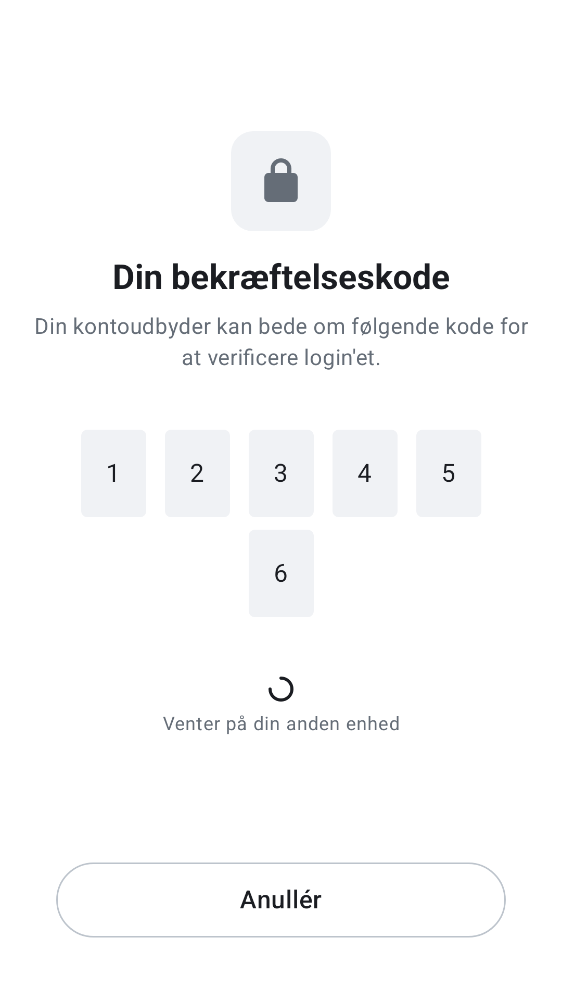 Din bekræftelseskode
Din kontoudbyder kan bede om følgende kode for
at verificere login'et.
1 2 3 4 5
6
Venter på din anden enhed
Anullér